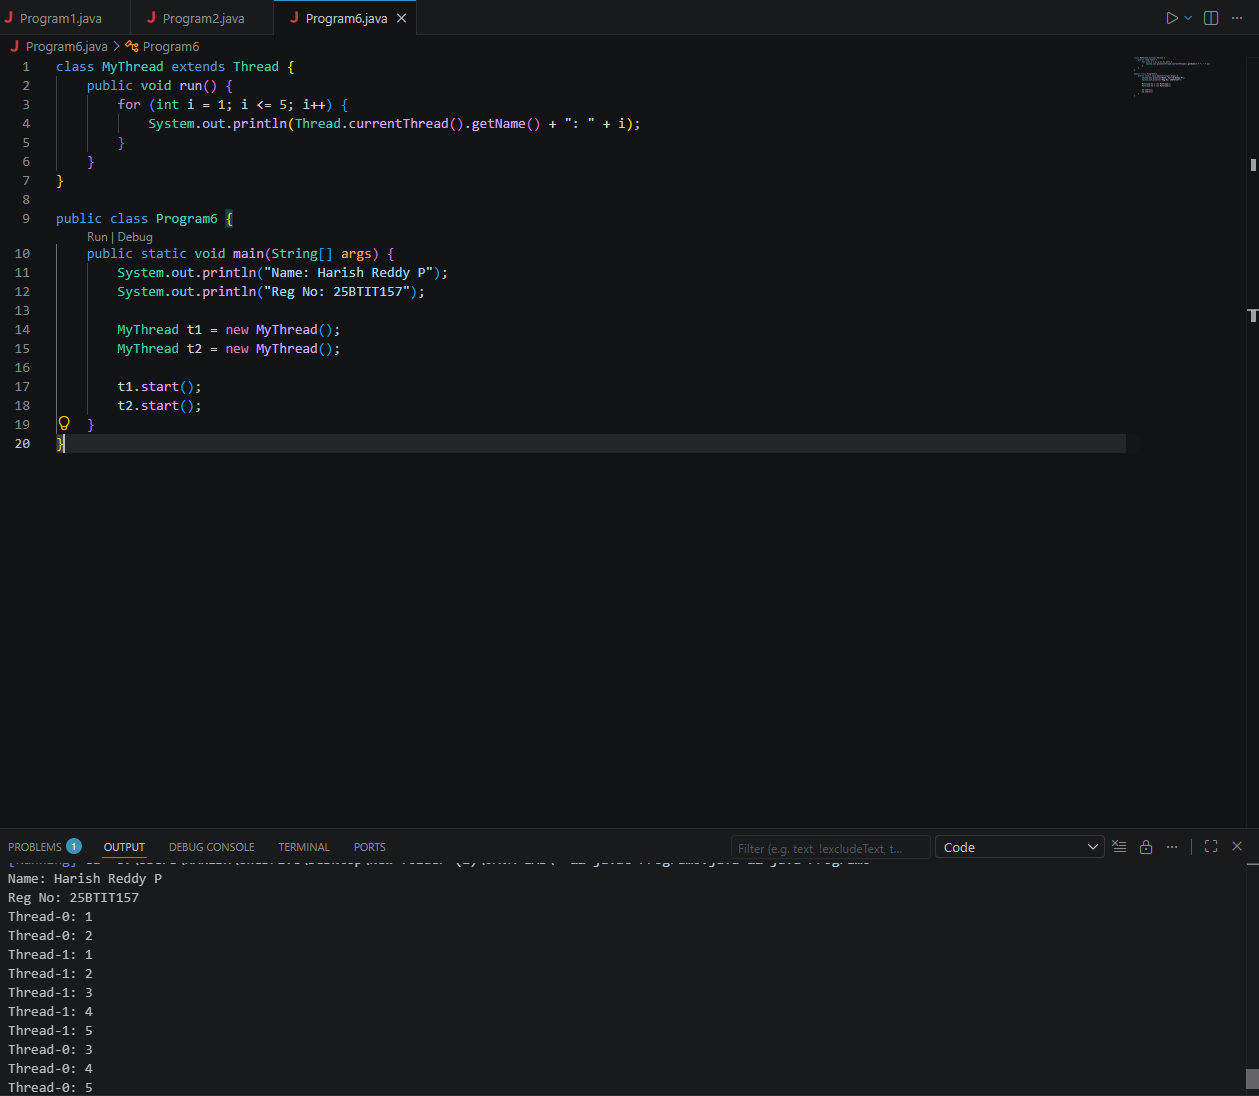 Program1.java Program2.java Program6.java
Program6.java > Program6
1 class MyThread extends Thread {
2     public void run() {
3         for (int i = 1; i <= 5; i++) {
4             System.out.println(Thread.currentThread().getName() + ": " + i);
5         }
6     }
7 }
8
9 public class Program6 {
Run | Debug
10     public static void main(String[] args) {
11         System.out.println("Name: Harish Reddy P");
12         System.out.println("Reg No: 25BTIT157");
13
14         MyThread t1 = new MyThread();
15         MyThread t2 = new MyThread();
16
17         t1.start();
18         t2.start();
19     }
20 }
PROBLEMS 1 OUTPUT DEBUG CONSOLE TERMINAL PORTS Filter (e.g. text, !excludeText, t... Code
Name: Harish Reddy P
Reg No: 25BTIT157
Thread-0: 1
Thread-0: 2
Thread-1: 1
Thread-1: 2
Thread-1: 3
Thread-1: 4
Thread-1: 5
Thread-0: 3
Thread-0: 4
Thread-0: 5